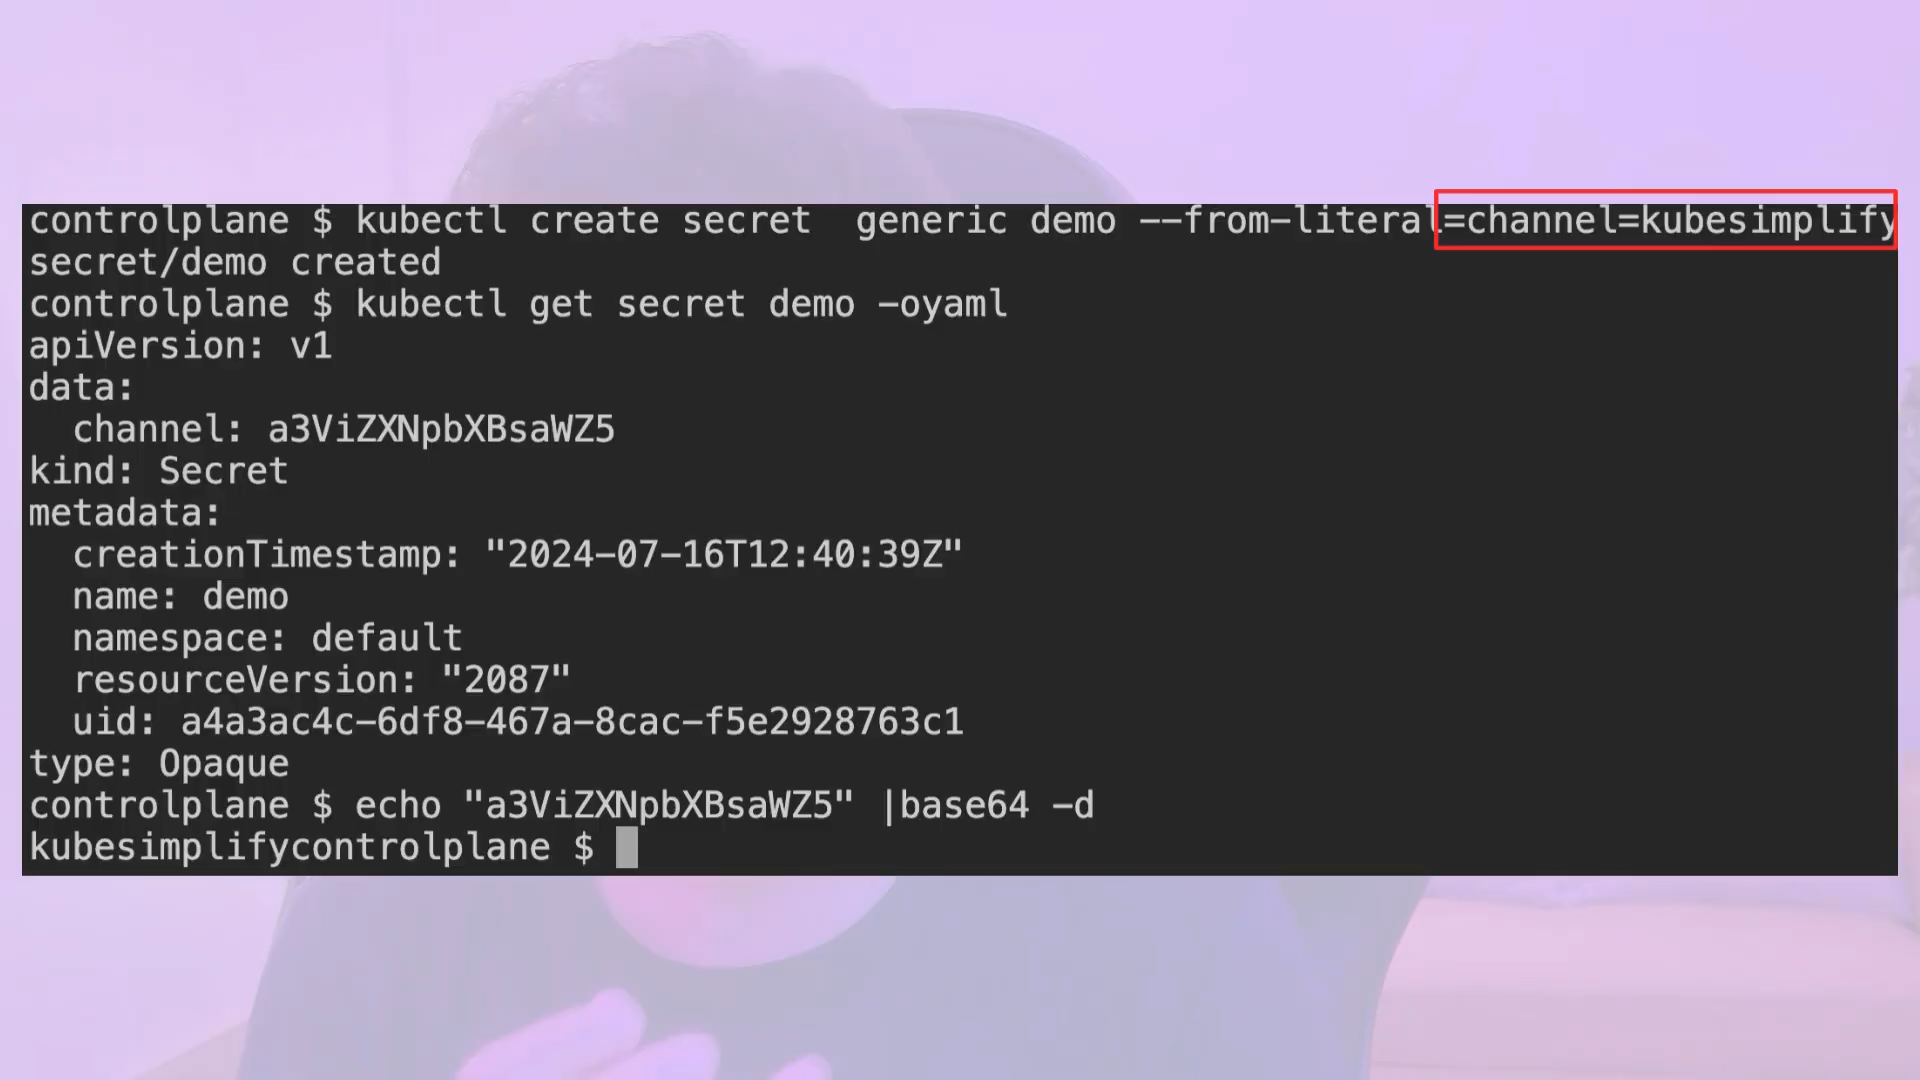 controlplane $ kubectl create secret  generic demo --from-literal=channel=kubesimplify
secret/demo created
controlplane $ kubectl get secret demo -oyaml
apiVersion: v1
data:
  channel: a3ViZXNpbXBsaWZ5
kind: Secret
metadata:
  creationTimestamp: "2024-07-16T12:40:39Z"
  name: demo
  namespace: default
  resourceVersion: "2087"
  uid: a4a3ac4c-6df8-467a-8cac-f5e2928763c1
type: Opaque
controlplane $ echo "a3ViZXNpbXBsaWZ5" |base64 -d
kubesimplifycontrolplane $